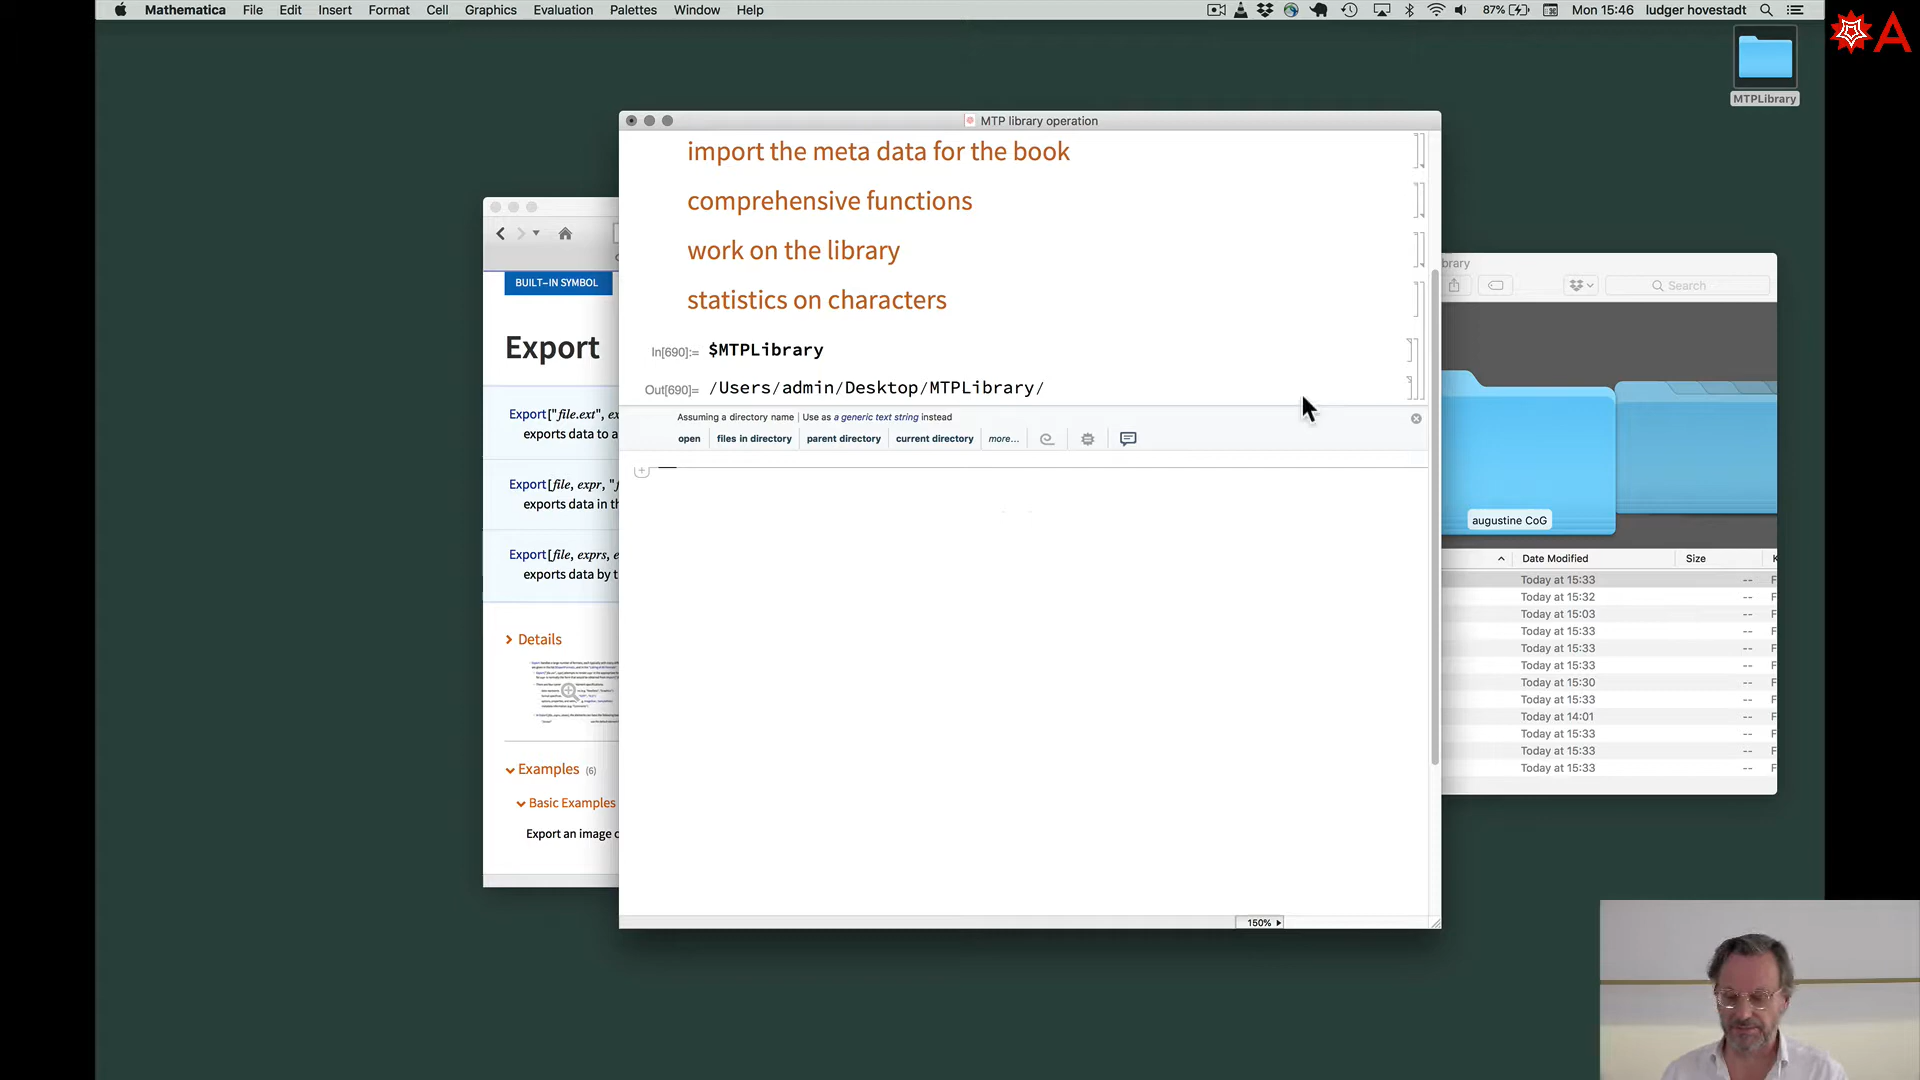 Mathematica File Edit Insert Format Cell Graphics Evaluation Palettes Window Help 87% Mon 15:46 ludger hovestadt
A
MTPLibrary
MTP library operation
import the meta data for the book
comprehensive functions
work on the library
statistics on characters
In[690]:= $MTPLibrary
Out[690]= /Users/admin/Desktop/MTPLibrary/
Assuming a directory name | Use as a generic text string instead
open files in directory parent directory current directory more...
150%
BUILT-IN SYMBOL
Export
Export["file.ext", ex
exports data to a
Export[file, expr, "f
exports data in th
Export[file, exprs, e
exports data by t
Details
Examples (6)
Basic Examples
Export an image o
brary
Search
augustine CoG
Date Modified Size K
Today at 15:33 -- F
Today at 15:32 -- F
Today at 15:03 -- F
Today at 15:33 -- F
Today at 15:33 -- F
Today at 15:33 -- F
Today at 15:30 -- F
Today at 15:33 -- F
Today at 14:01 -- F
Today at 15:33 -- F
Today at 15:33 -- F
Today at 15:33 -- F